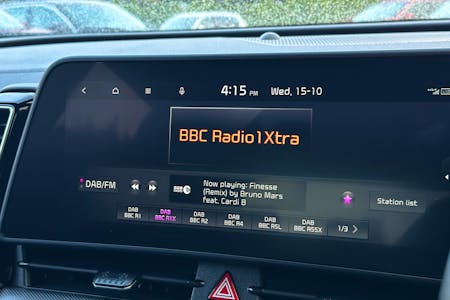 4:15 PM Wed, 15-10
BBC Radio 1Xtra
DAB/FM
Now playing: Finesse
(Remix) by Bruno Mars
feat. Cardi B
Station list
DAB
BBC R1
DAB
BBC R1X
DAB
BBC R2
DAB
BBC R4
DAB
BBC R5L
DAB
BBC R5SX
1/3